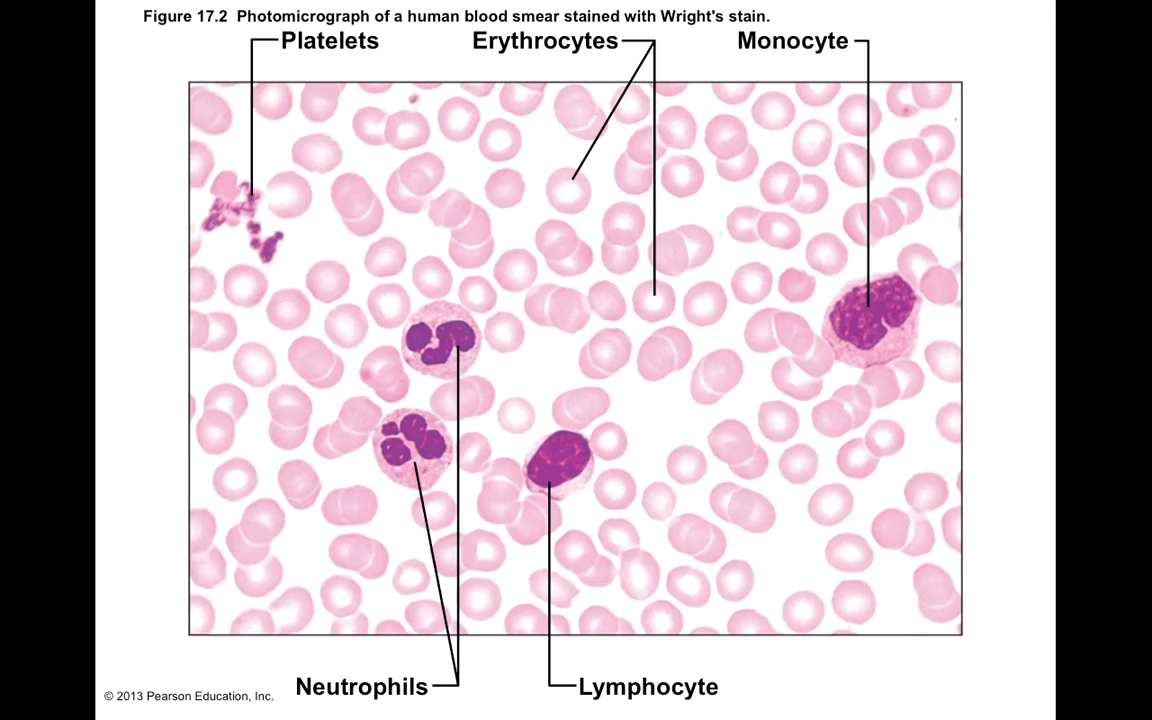 Figure 17.2  Photomicrograph of a human blood smear stained with Wright's stain.
Platelets
Erythrocytes
Monocyte
Neutrophils
Lymphocyte
© 2013 Pearson Education, Inc.